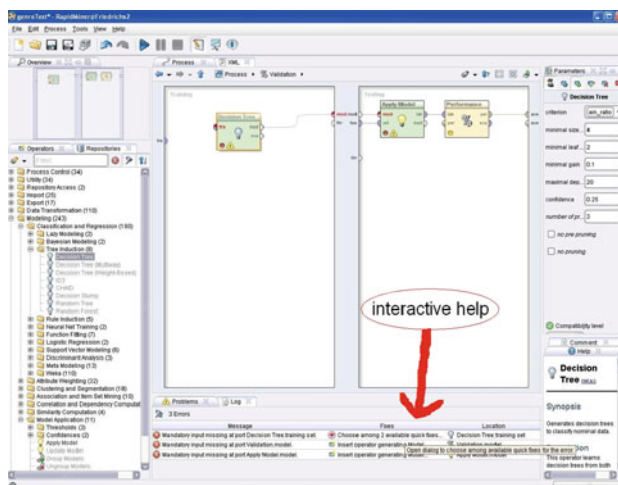 genreText* - RapidMiner@Friedrichs2
File Edit Process Tools View Help
Overview
Process XML
Process Validation
Parameters
Training
Testing
Decision Tree
Apply Model
Performance
Decision Tree
criterion
minimal size... 4
minimal leaf... 2
minimal gain 0.1
maximal dep... 20
confidence 0.25
number of pr... 3
no pre pruning
no pruning
Compatibility level
Comment
Help
Decision
Tree
Synopsis
Generates decision trees
to classify nominal data.
This operator learns
decision trees from both
Operators Repositories
Process Control (34)
Utility (34)
Repository Access (2)
Import (25)
Export (17)
Data Transformation (110)
Modeling (243)
Classification and Regression (180)
Lazy Modeling (2)
Bayesian Modeling (2)
Tree Induction (8)
Decision Tree
Decision Tree (Multiway)
Decision Tree (Weight-Based)
ID3
CHAID
Decision Stump
Random Tree
Random Forest
Rule Induction (5)
Neural Net Training (2)
Function Fitting (7)
Logistic Regression (2)
Support Vector Modeling (6)
Discriminant Analysis (3)
Meta Modeling (13)
Weka (110)
Attribute Weighting (32)
Clustering and Segmentation (18)
Association and Item Set Mining (10)
Correlation and Dependency Computat
Similarity Computation (4)
Model Application (11)
Thresholds (3)
Confidences (2)
Apply Model
Update Model
Group Models
Ungroup Models
interactive help
Problems Log
3 Errors
Message Fixes Location
Mandatory input missing at port Decision Tree.training set. Choose among 2 available quick fixes... Decision Tree.training set
Mandatory input missing at port Validation.model. Insert operator generating Model. Validation.model
Mandatory input missing at port Apply Model.model. Insert operator
Open dialog to choose among available quick fixes for the error